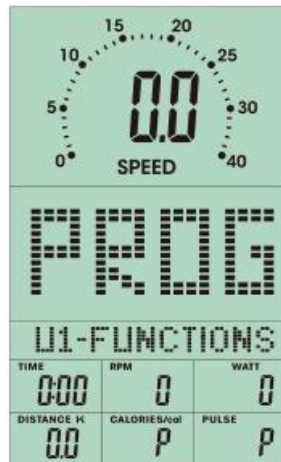 15 20
10 25
5 0.0 30
0 SPEED 40
PROG
U1-FUNCTIONS
TIME RPM WATT
0:00 0 0
DISTANCE K CALORIES/cal PULSE
0.0 P P